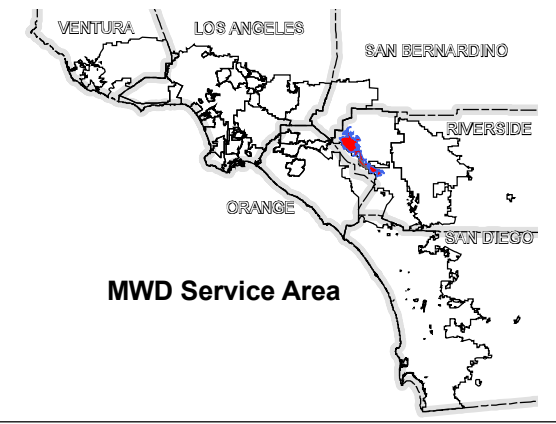 VENTURA
LOS ANGELES
SAN BERNARDINO
RIVERSIDE
ORANGE
SAN DIEGO
MWD Service Area